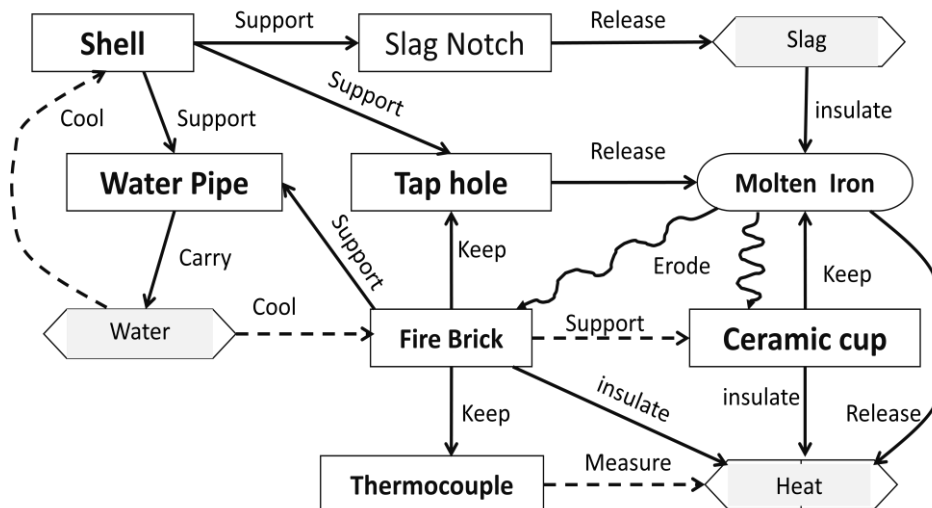 Support
Release
Shell
Slag Notch
Slag
Cool
Support
Support
insulate
Release
Water Pipe
Tap hole
Molten Iron
Support
Carry
Keep
Erode
Keep
Water
Cool
Fire Brick
Support
Ceramic cup
Keep
insulate
insulate
Release
Thermocouple
Measure
Heat